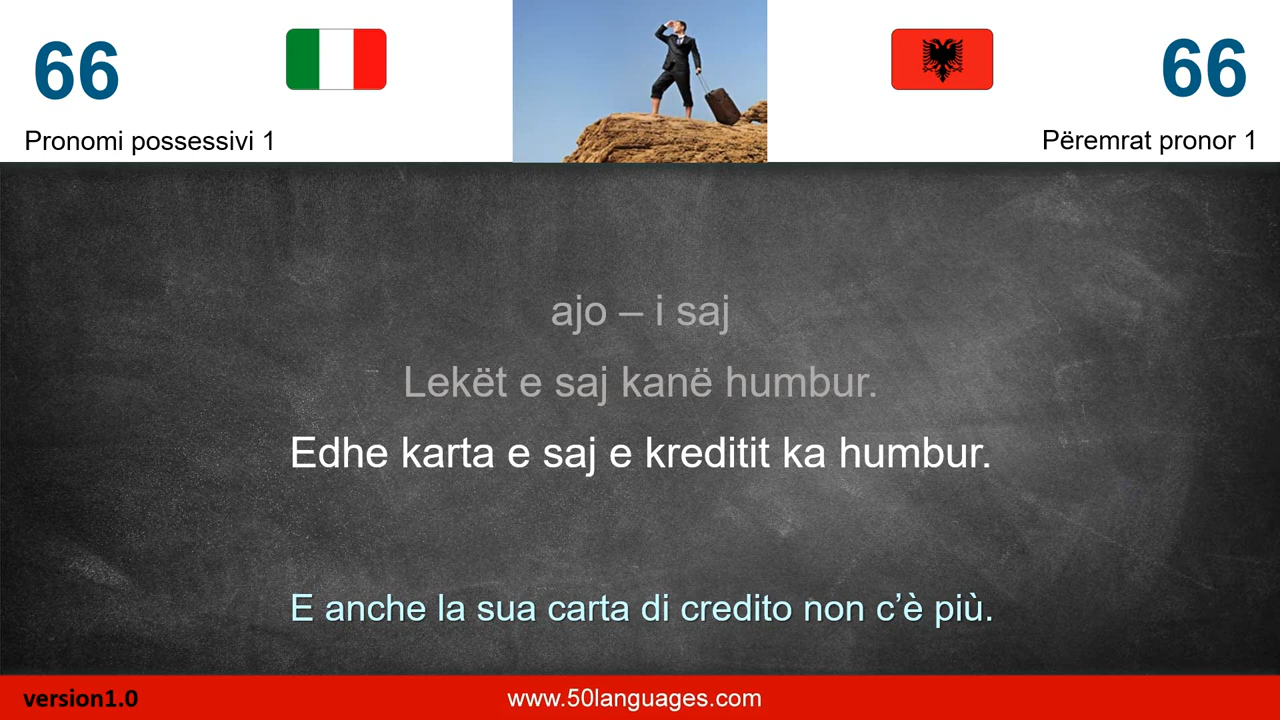 66
66
Pronomi possessivi 1
Përemrat pronor 1
ajo – i saj
Lekët e saj kanë humbur.
Edhe karta e saj e kreditit ka humbur.
E anche la sua carta di credito non c’è più.
version1.0
www.50languages.com